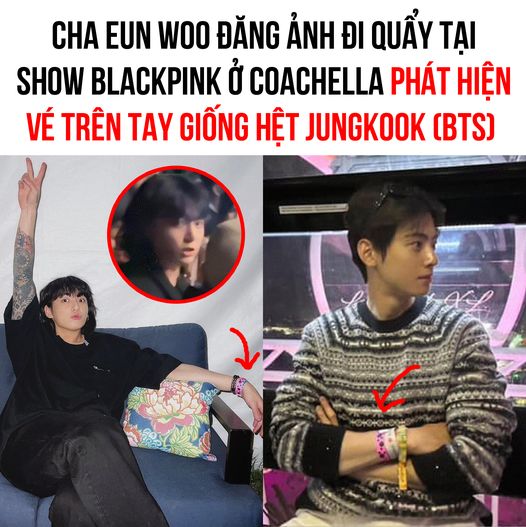 CHA EUN WOO ĐĂNG ẢNH ĐI QUẨY TẠI
SHOW BLACKPINK Ở COACHELLA PHÁT HIỆN
VÉ TRÊN TAY GIỐNG HỆT JUNGKOOK (BTS)